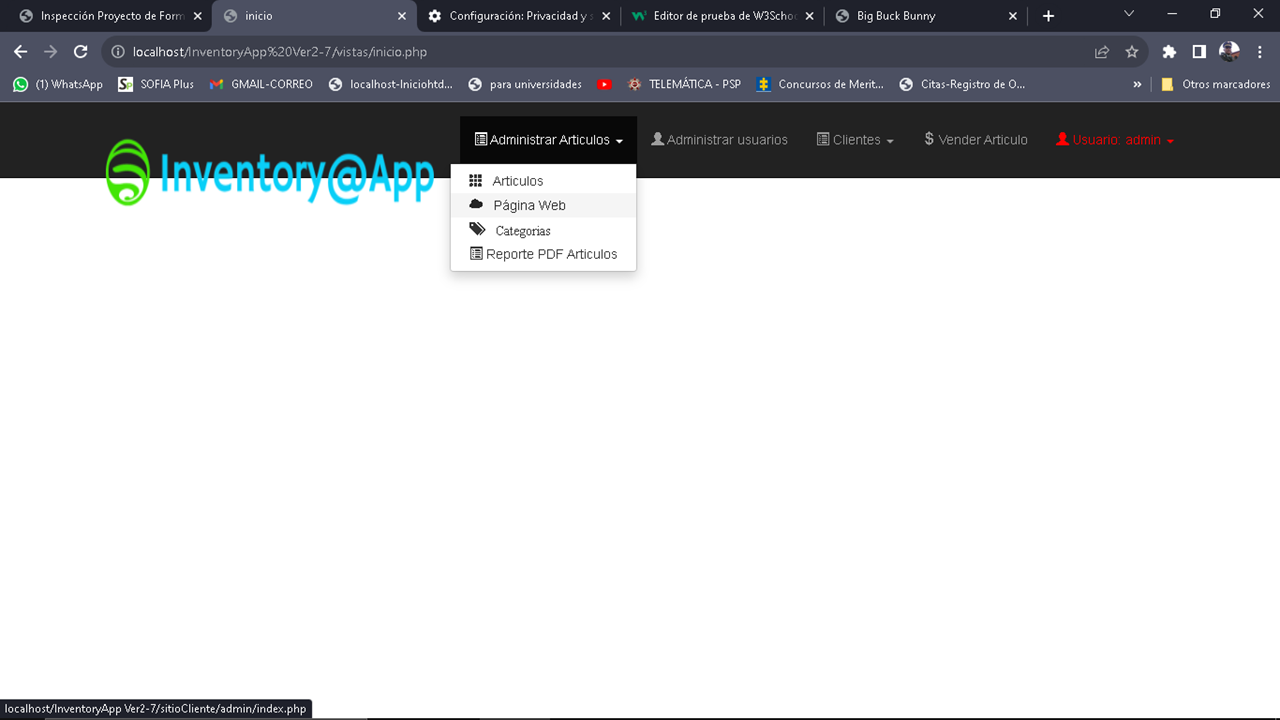 Inspección Proyecto de Form
inicio
Configuración: Privacidad y s
Editor de prueba de W3Schoo
Big Buck Bunny
localhost/InventoryApp%20Ver2-7/vistas/inicio.php
(1) WhatsApp
SOFIA Plus
GMAIL-CORREO
localhost-Iniciohtd...
para universidades
TELEMÁTICA - PSP
Concursos de Merit...
Citas-Registro de O...
»
Otros marcadores
Inventory@App
Administrar Articulos
Administrar usuarios
Clientes
$ Vender Articulo
Usuario: admin
Articulos
Página Web
Categorias
Reporte PDF Articulos
localhost/InventoryApp Ver2-7/sitioCliente/admin/index.php